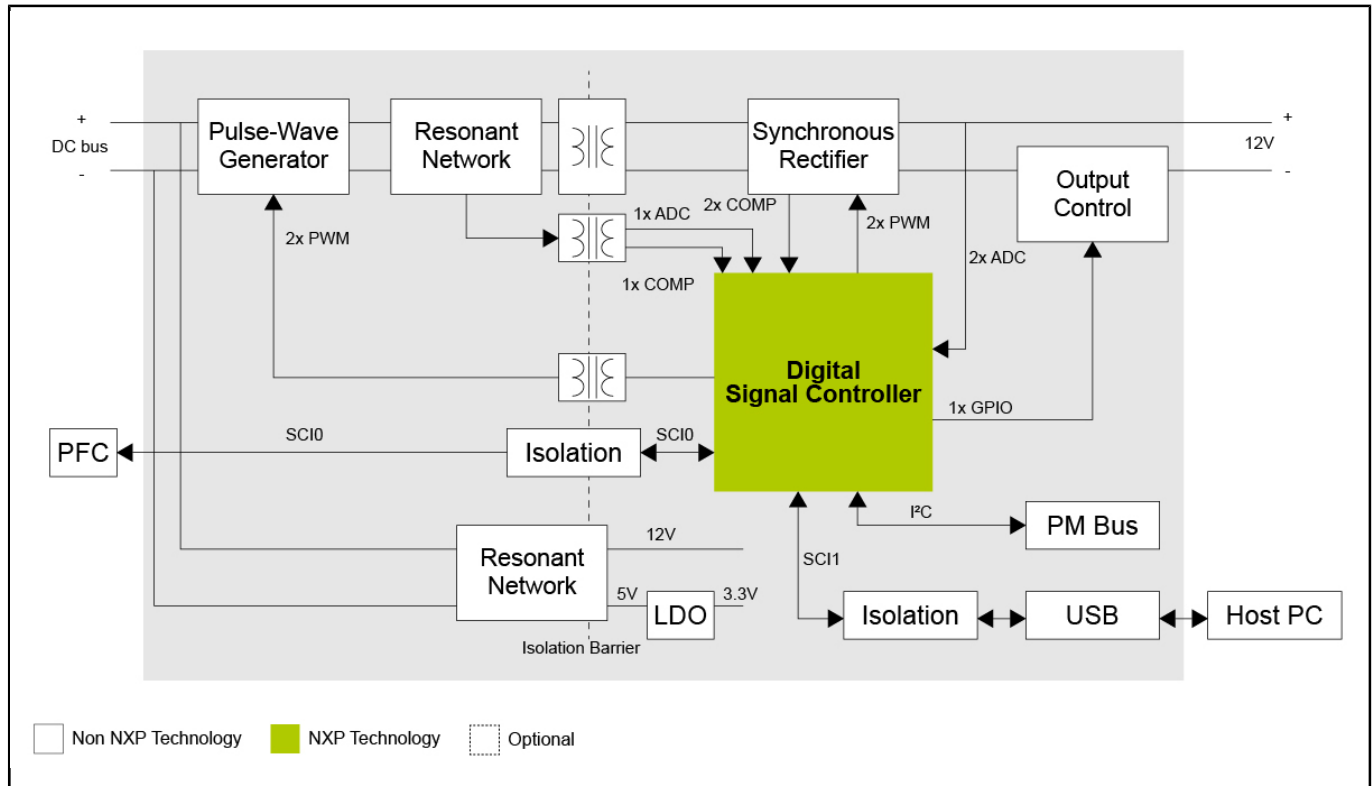 +
DC bus
-
Pulse-Wave
Generator
Resonant
Network
Synchronous
Rectifier
+
12V
-
Output
Control
2x PWM
1x ADC
2x COMP
1x COMP
2x PWM
2x ADC
Digital
Signal Controller
1x GPIO
PFC
SCI0
Isolation
SCI0
I²C
PM Bus
Resonant
Network
12V
5V
LDO
3.3V
SCI1
Isolation
USB
Host PC
Isolation Barrier
Non NXP Technology
NXP Technology
Optional